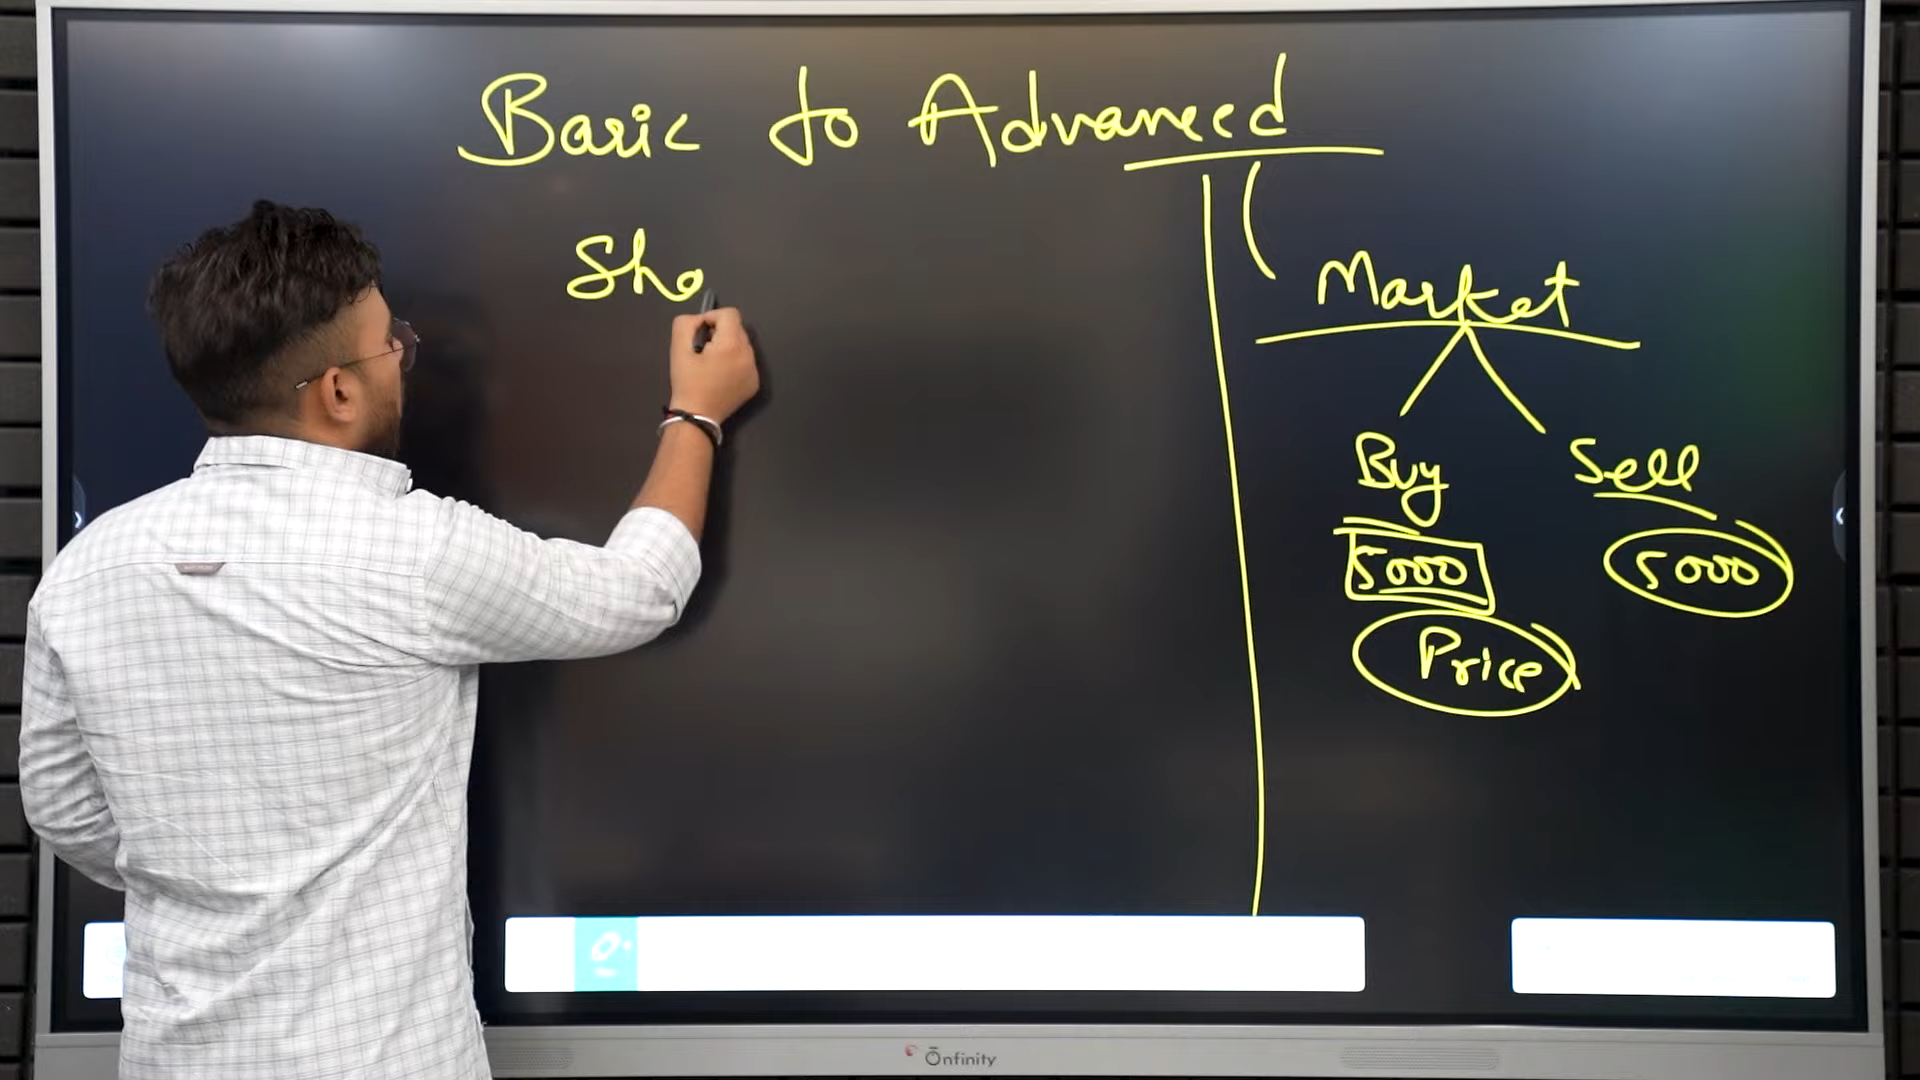 Basic to Advanced
Sho
Market
Buy Sell
5000 5000
Price
Onfinity